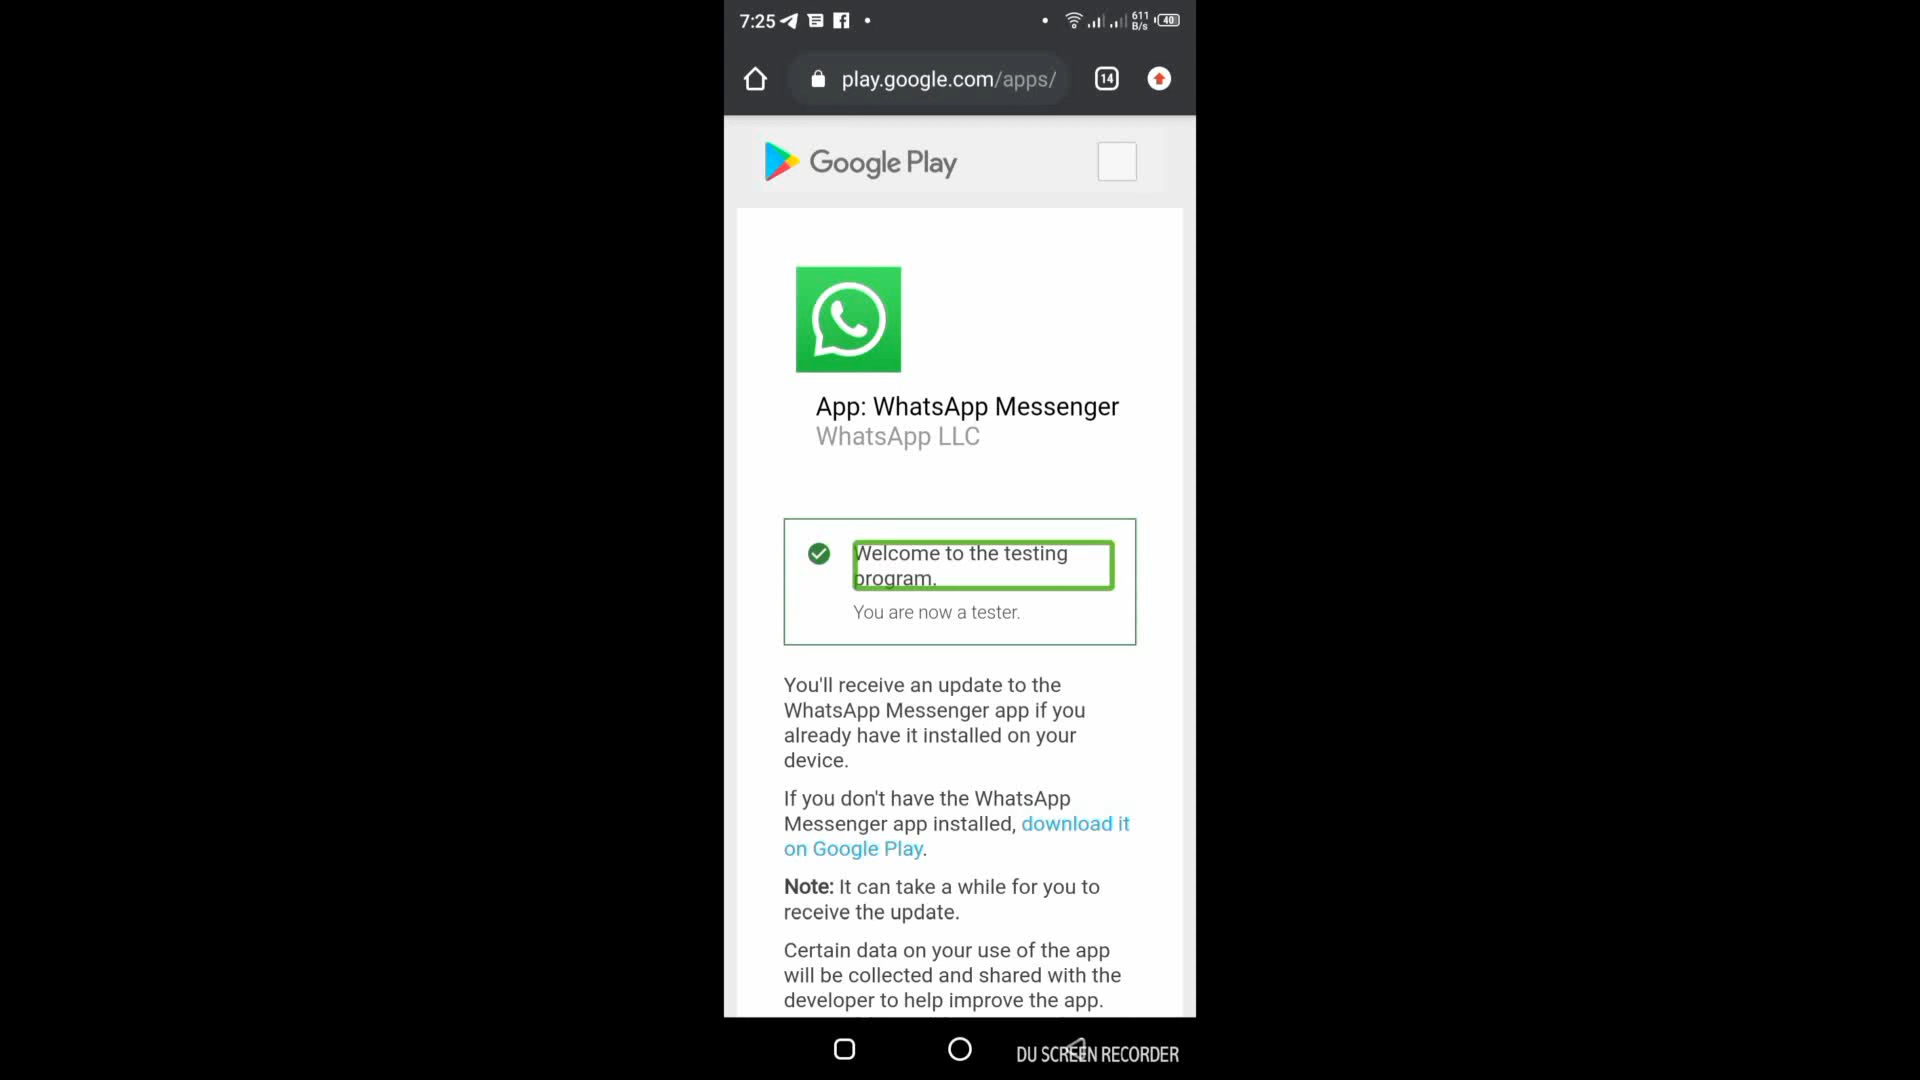 7:25
611
B/s
40
play.google.com/apps/
14
Google Play
App: WhatsApp Messenger
WhatsApp LLC
Welcome to the testing
program.
You are now a tester.
You'll receive an update to the
WhatsApp Messenger app if you
already have it installed on your
device.
If you don't have the WhatsApp
Messenger app installed, download it
on Google Play.
Note: It can take a while for you to
receive the update.
Certain data on your use of the app
will be collected and shared with the
developer to help improve the app.
DU SCREEN RECORDER